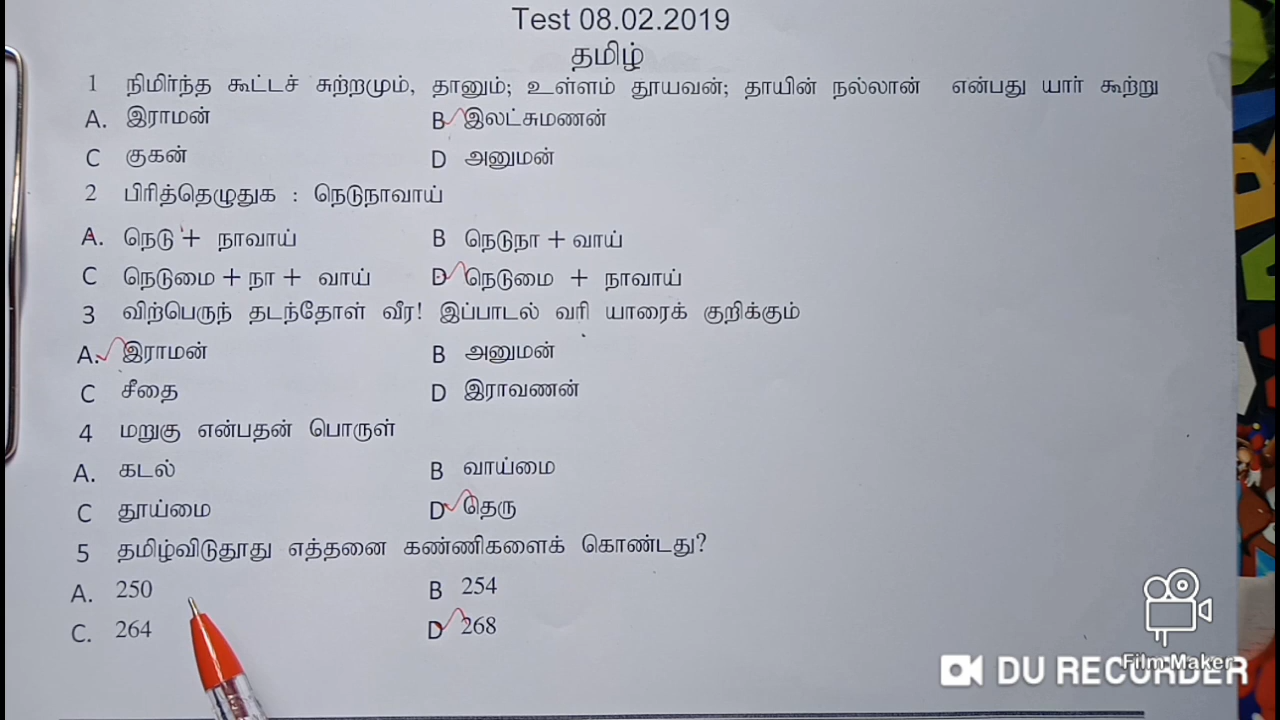 Test 08.02.2019
தமிழ்
1 நிமிர்ந்த கூட்டச் சுற்றமும், தானும்; உள்ளம் தூயவன்; தாயின் நல்லான் என்பது யார் கூற்று
A. இராமன் B இலட்சுமணன்
C குகன் D அனுமன்
2 பிரித்தெழுதுக : நெடுநாவாய்
A. நெடு + நாவாய் B நெடுநா + வாய்
C நெடுமை + நா + வாய் D நெடுமை + நாவாய்
3 விற்பெருந் தடந்தோள் வீர! இப்பாடல் வரி யாரைக் குறிக்கும்
A. இராமன் B அனுமன்
C சீதை D இராவணன்
4 மறுகு என்பதன் பொருள்
A. கடல் B வாய்மை
C தூய்மை D தெரு
5 தமிழ்விடுதூது எத்தனை கண்ணிகளைக் கொண்டது?
A. 250 B 254
C. 264 D 268
Film Maker
DU RECORDER